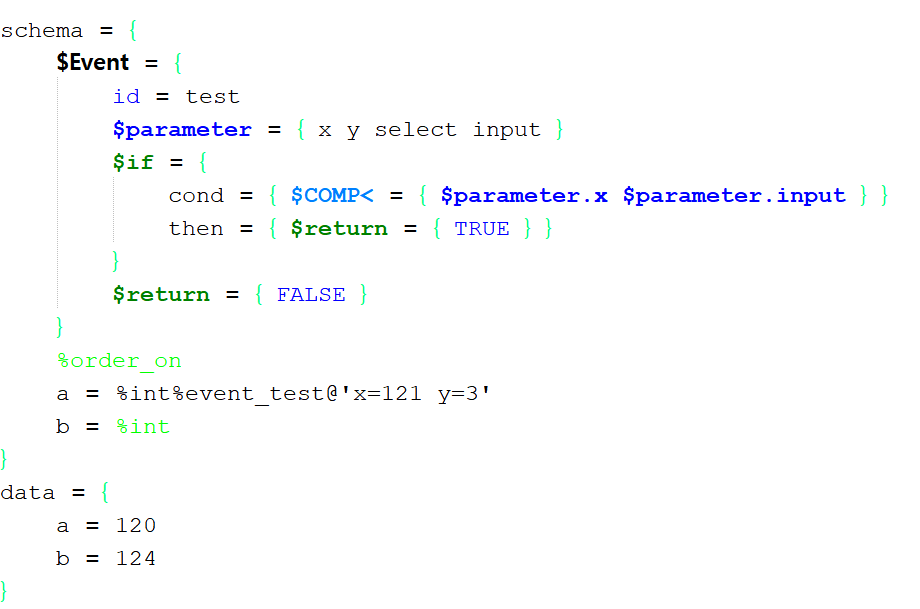 schema = {
    $Event = {
        id = test
        $parameter = { x y select input }
        $if = {
            cond = { $COMP< = { $parameter.x $parameter.input } }
            then = { $return = { TRUE } }
        }
        $return = { FALSE }
    }
    %order_on
    a = %int%event_test@'x=121 y=3'
    b = %int
}
data = {
    a = 120
    b = 124
}